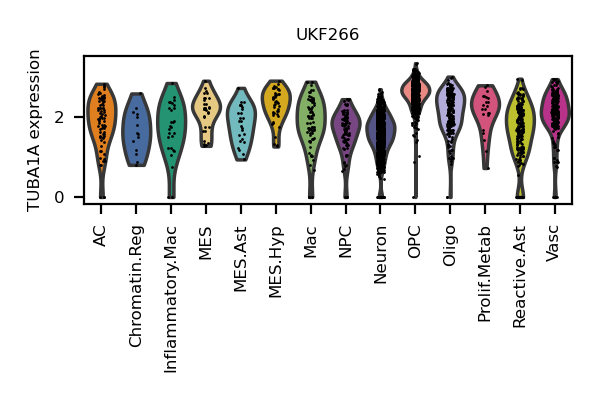 UKF266
TUBA1A expression
2
0
AC
Chromatin.Reg
Inflammatory.Mac
MES
MES.Ast
MES.Hyp
Mac
NPC
Neuron
OPC
Oligo
Prolif.Metab
Reactive.Ast
Vasc